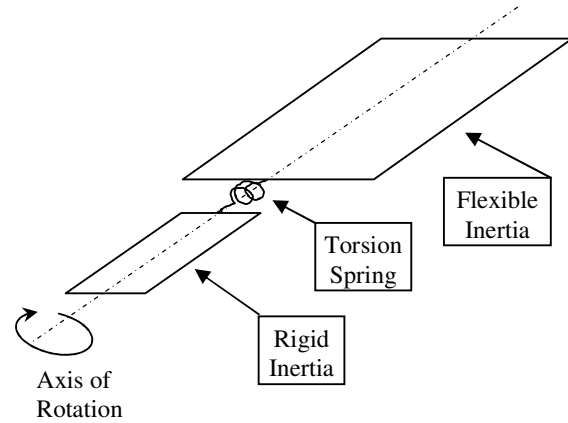 Flexible
Inertia
Torsion
Spring
Rigid
Inertia
Axis of
Rotation